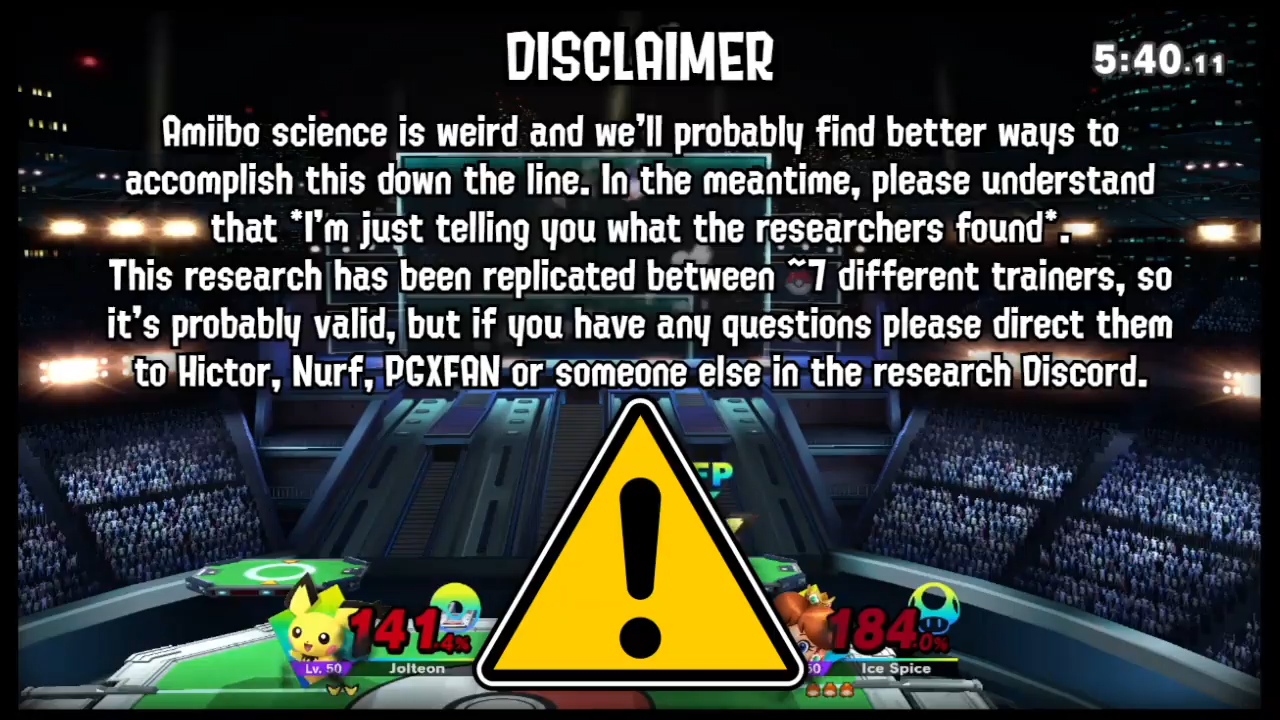 DISCLAIMER
5:40.11
Amiibo science is weird and we'll probably find better ways to
accomplish this down the line. In the meantime, please understand
that *I'm just telling you what the researchers found*.
This research has been replicated between ~7 different trainers, so
it's probably valid, but if you have any questions please direct them
to Hictor, Nurf, PGXFAN or someone else in the research Discord.
141.4%
Lv. 50 Jolteon
184.0%
50 Ice Spice